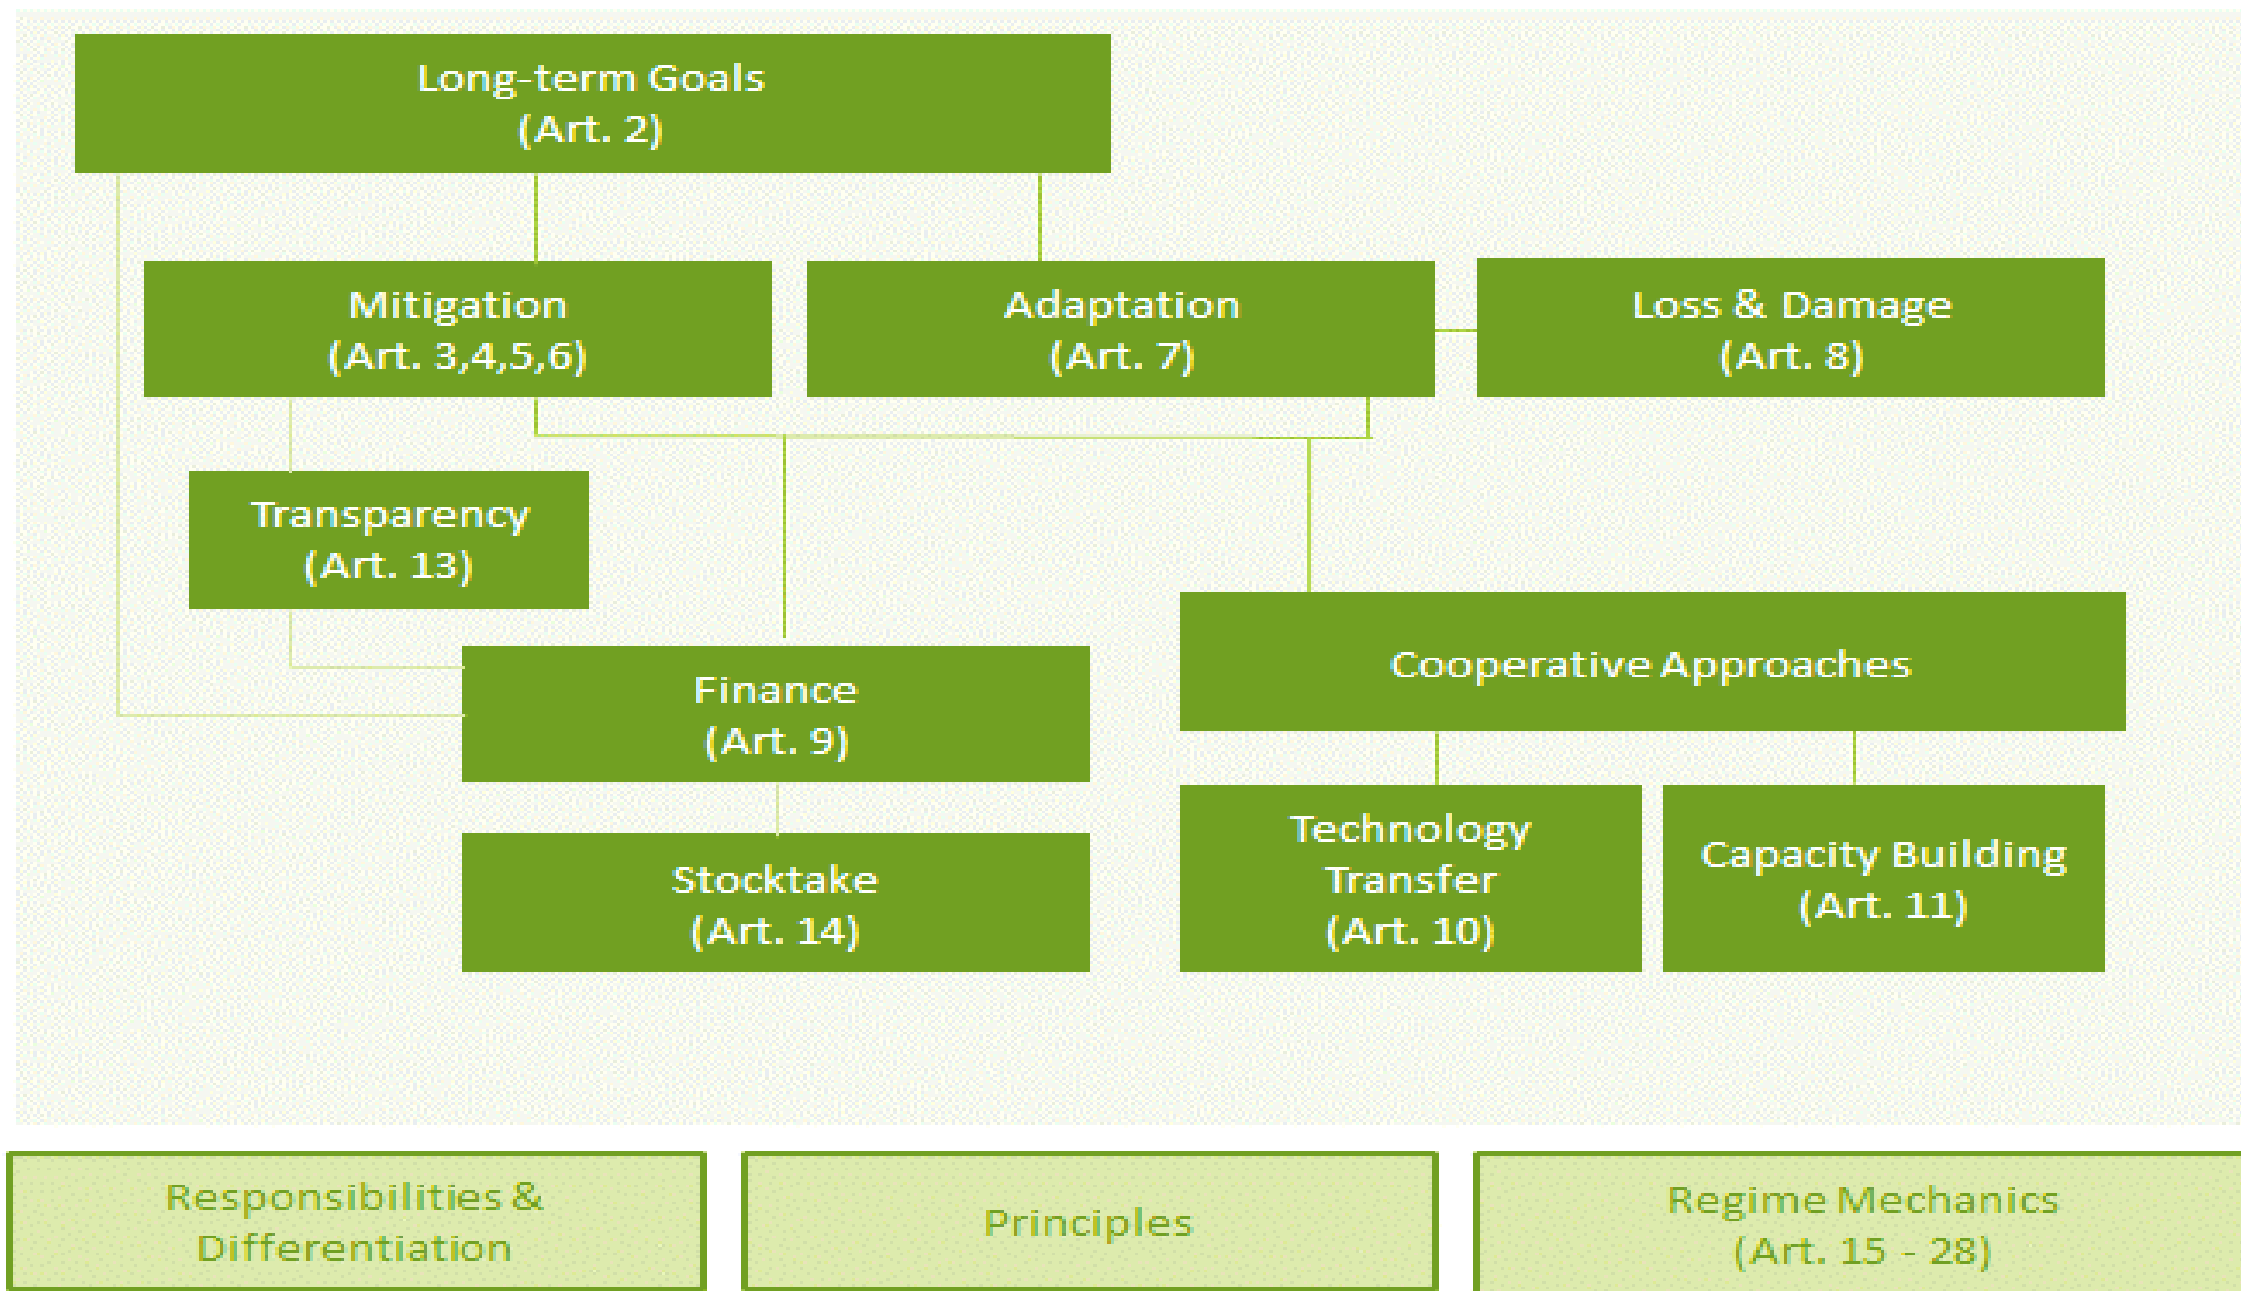 Long-term Goals
(Art. 2)
Mitigation
(Art. 3,4,5,6)
Adaptation
(Art. 7)
Loss & Damage
(Art. 8)
Transparency
(Art. 13)
Finance
(Art. 9)
Cooperative Approaches
Stocktake
(Art. 14)
Technology
Transfer
(Art. 10)
Capacity Building
(Art. 11)
Responsibilities &
Differentiation
Principles
Regime Mechanics
(Art. 15 - 28)